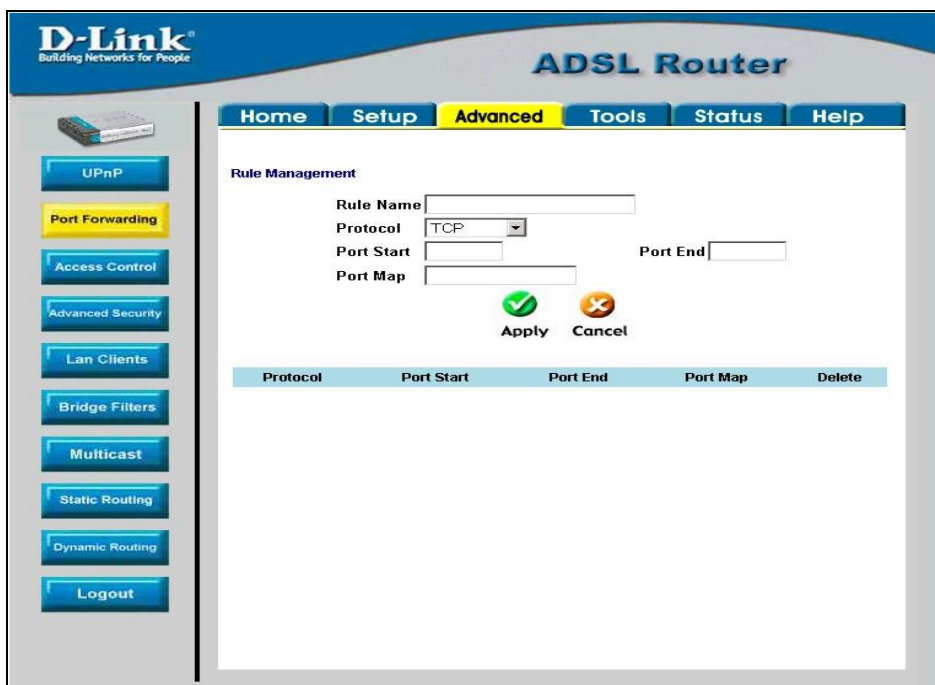 D-Link®
Building Networks for People
ADSL Router
Home Setup Advanced Tools Status Help
UPnP
Port Forwarding
Access Control
Advanced Security
Lan Clients
Bridge Filters
Multicast
Static Routing
Dynamic Routing
Logout
Rule Management
Rule Name
Protocol TCP
Port Start Port End
Port Map
Apply Cancel
Protocol Port Start Port End Port Map Delete